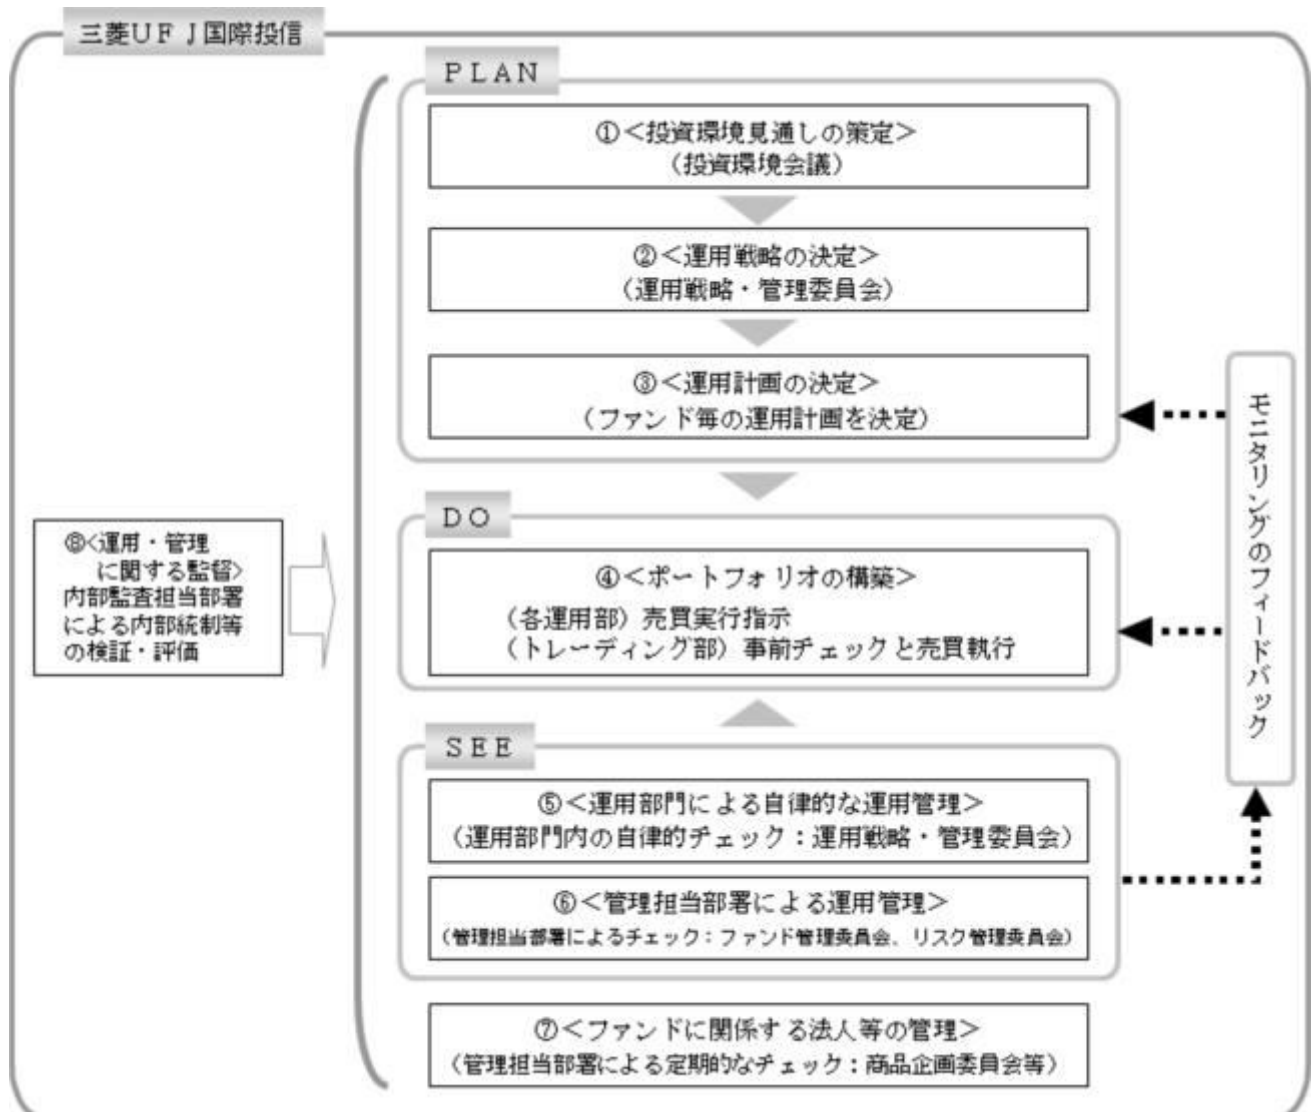 三菱UFJ国際投信
PLAN
①<投資環境見通しの策定>
(投資環境会議)
②<運用戦略の決定>
(運用戦略・管理委員会)
③<運用計画の決定>
(ファンド毎の運用計画を決定)
DO
④<ポートフォリオの構築>
(各運用部)売買実行指示
(トレーディング部)事前チェックと売買執行
SEE
⑤<運用部門による自律的な運用管理>
(運用部門内の自律的チェック:運用戦略・管理委員会)
⑥<管理担当部署による運用管理>
(管理担当部署によるチェック:ファンド管理委員会、リスク管理委員会)
⑦<ファンドに関係する法人等の管理>
(管理担当部署による定期的なチェック:商品企画委員会等)
⑧<運用・管理
に関する監督>
内部監査担当部署
による内部統制等
の検証・評価
モニタリングのフィードバック